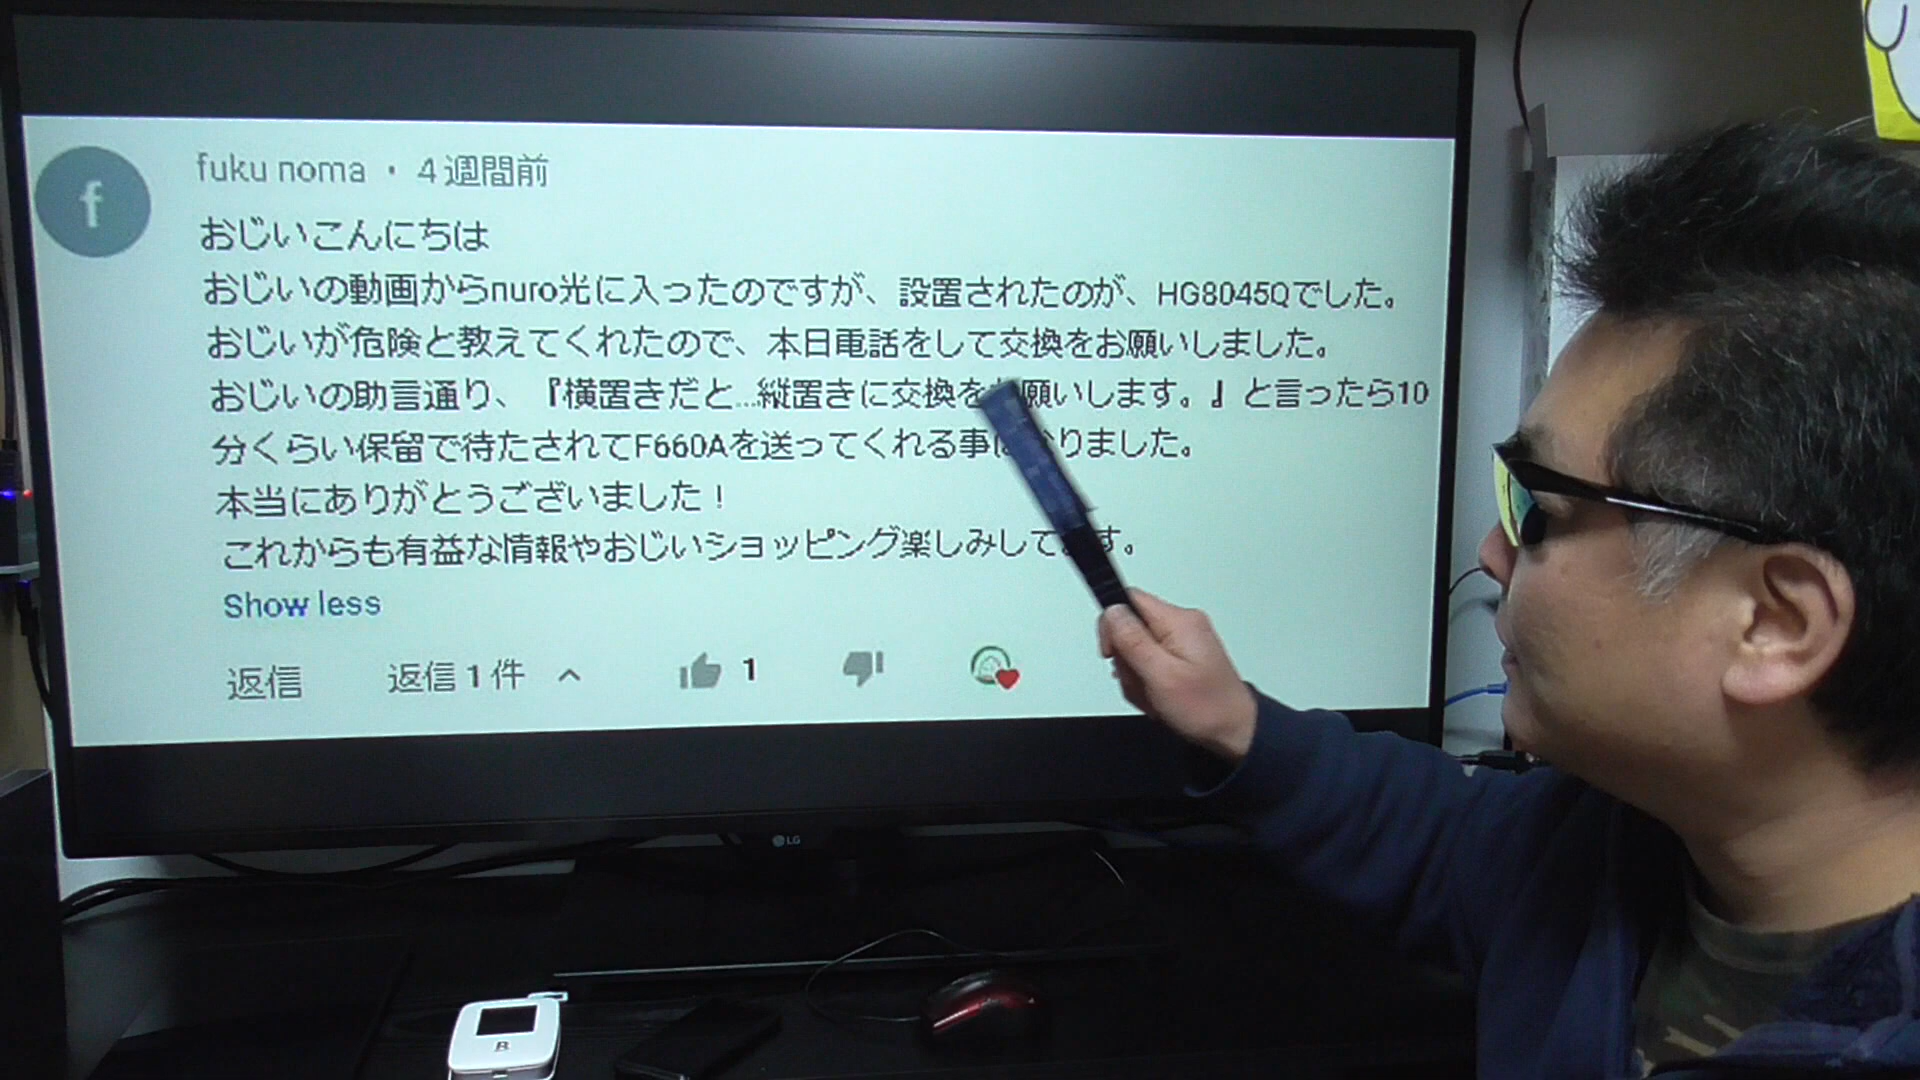 fuku noma · 4 週間前
f
おじいこんにちは
おじいの動画からnuro光に入ったのですが、設置されたのが、HG8045Qでした。
おじいが危険と教えてくれたので、本日電話をして交換をお願いしました。
おじいの助言通り、『横置きだと...縦置きに交換を願いします。』と言ったら10
分くらい保留で待たされてF660Aを送ってくれる事りました。
本当にありがとうございました！
これからも有益な情報やおじいショッピング楽しみしてす。
Show less
返信 返信 1 件 1
LG
B